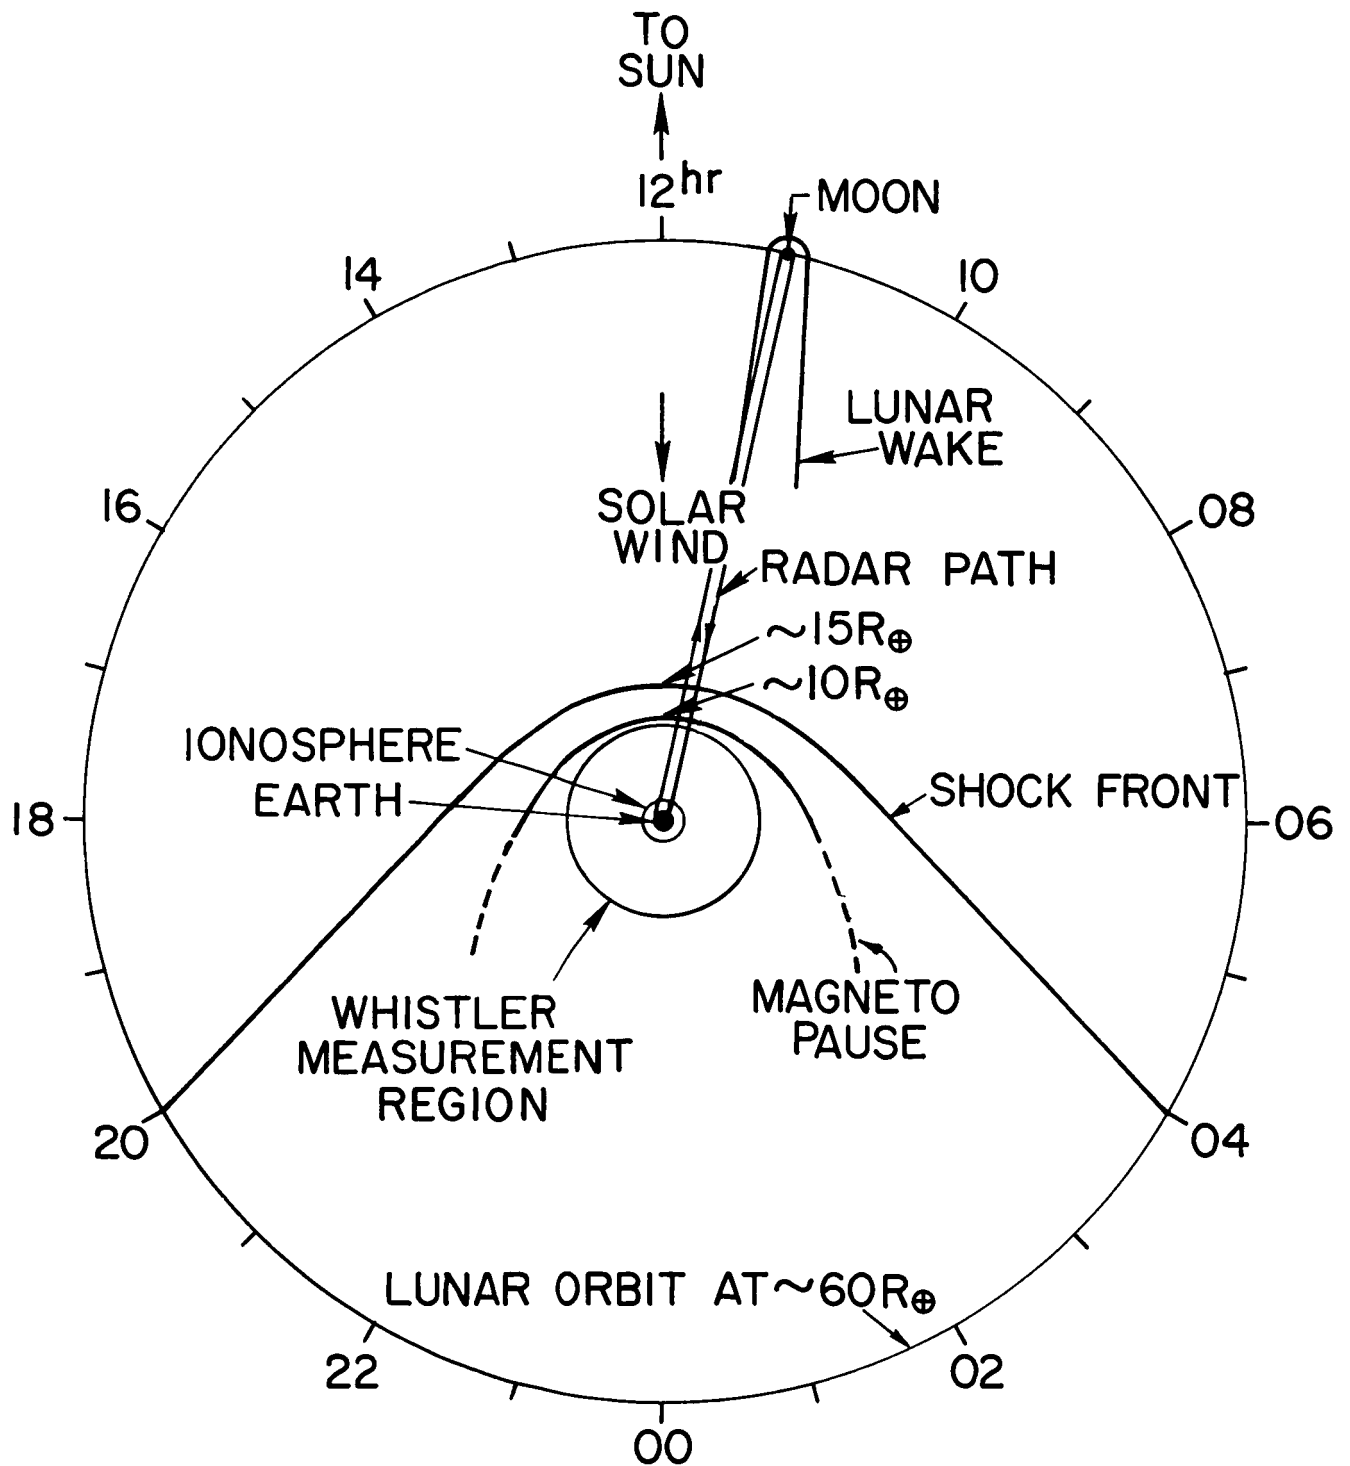 TO
SUN
12hr
MOON
14
10
LUNAR
WAKE
16
08
SOLAR
WIND
RADAR PATH
~15R⊕
~10R⊕
IONOSPHERE
EARTH
SHOCK FRONT
18
06
WHISTLER
MEASUREMENT
REGION
MAGNETO
PAUSE
20
04
LUNAR ORBIT AT ~60R⊕
22
02
00